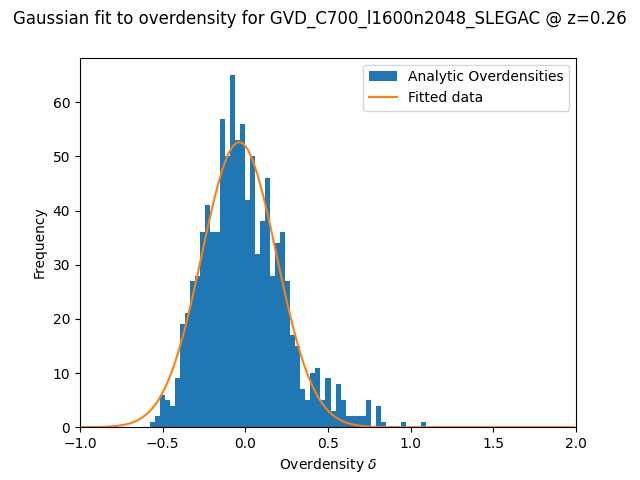 Gaussian fit to overdensity for GVD_C700_l1600n2048_SLEGAC @ z=0.26
Analytic Overdensities
Fitted data
Frequency
60
50
40
30
20
10
0
−1.0 −0.5 0.0 0.5 1.0 1.5 2.0
Overdensity δ